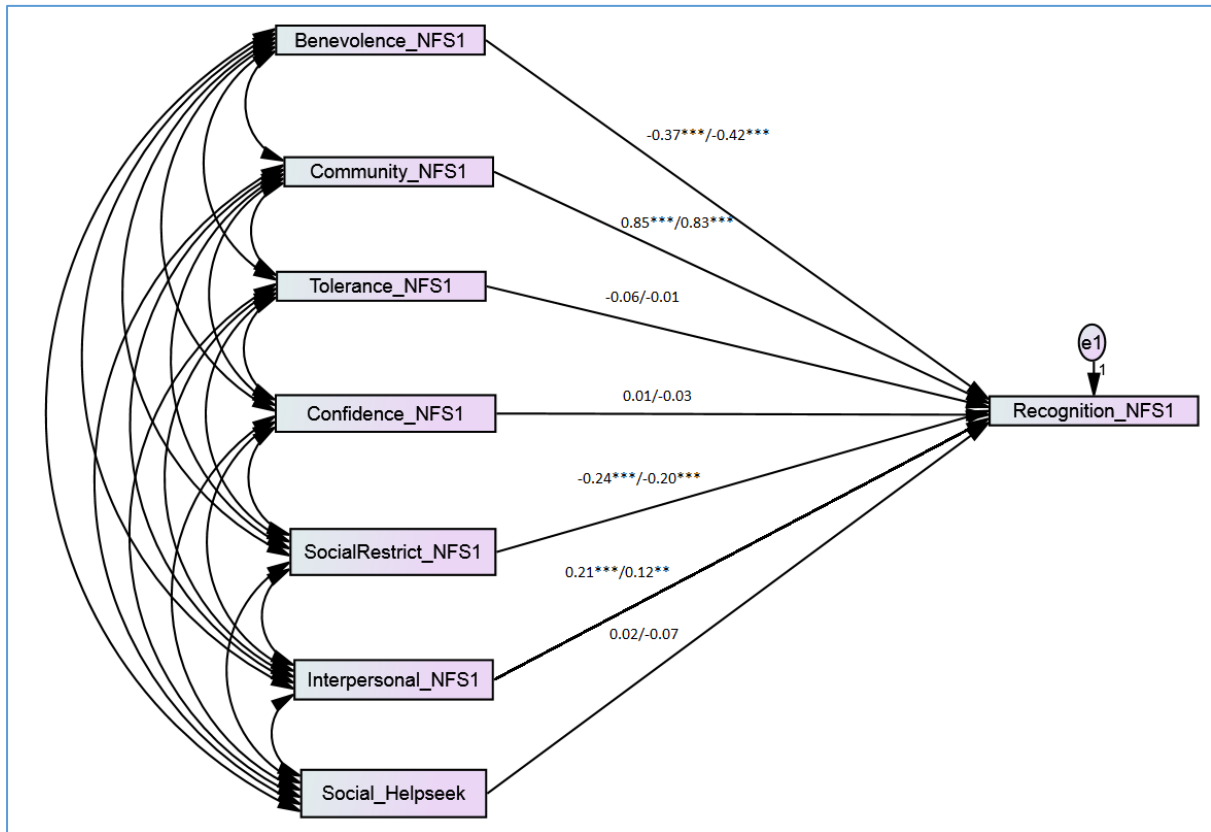 Benevolence_NFS1
-0.37***/-0.42***
Community_NFS1
0.85***/0.83***
Tolerance_NFS1
-0.06/-0.01
e1
1
Confidence_NFS1
0.01/-0.03
Recognition_NFS1
-0.24***/-0.20***
SocialRestrict_NFS1
0.21***/0.12**
0.02/-0.07
Interpersonal_NFS1
Social_Helpseek